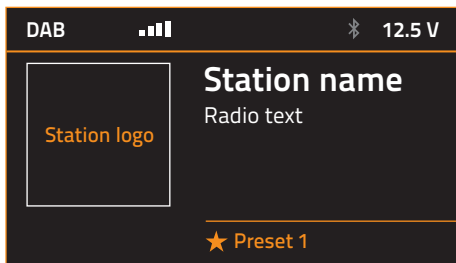 DAB 12.5 V
Station name
Radio text
Station logo
Preset 1